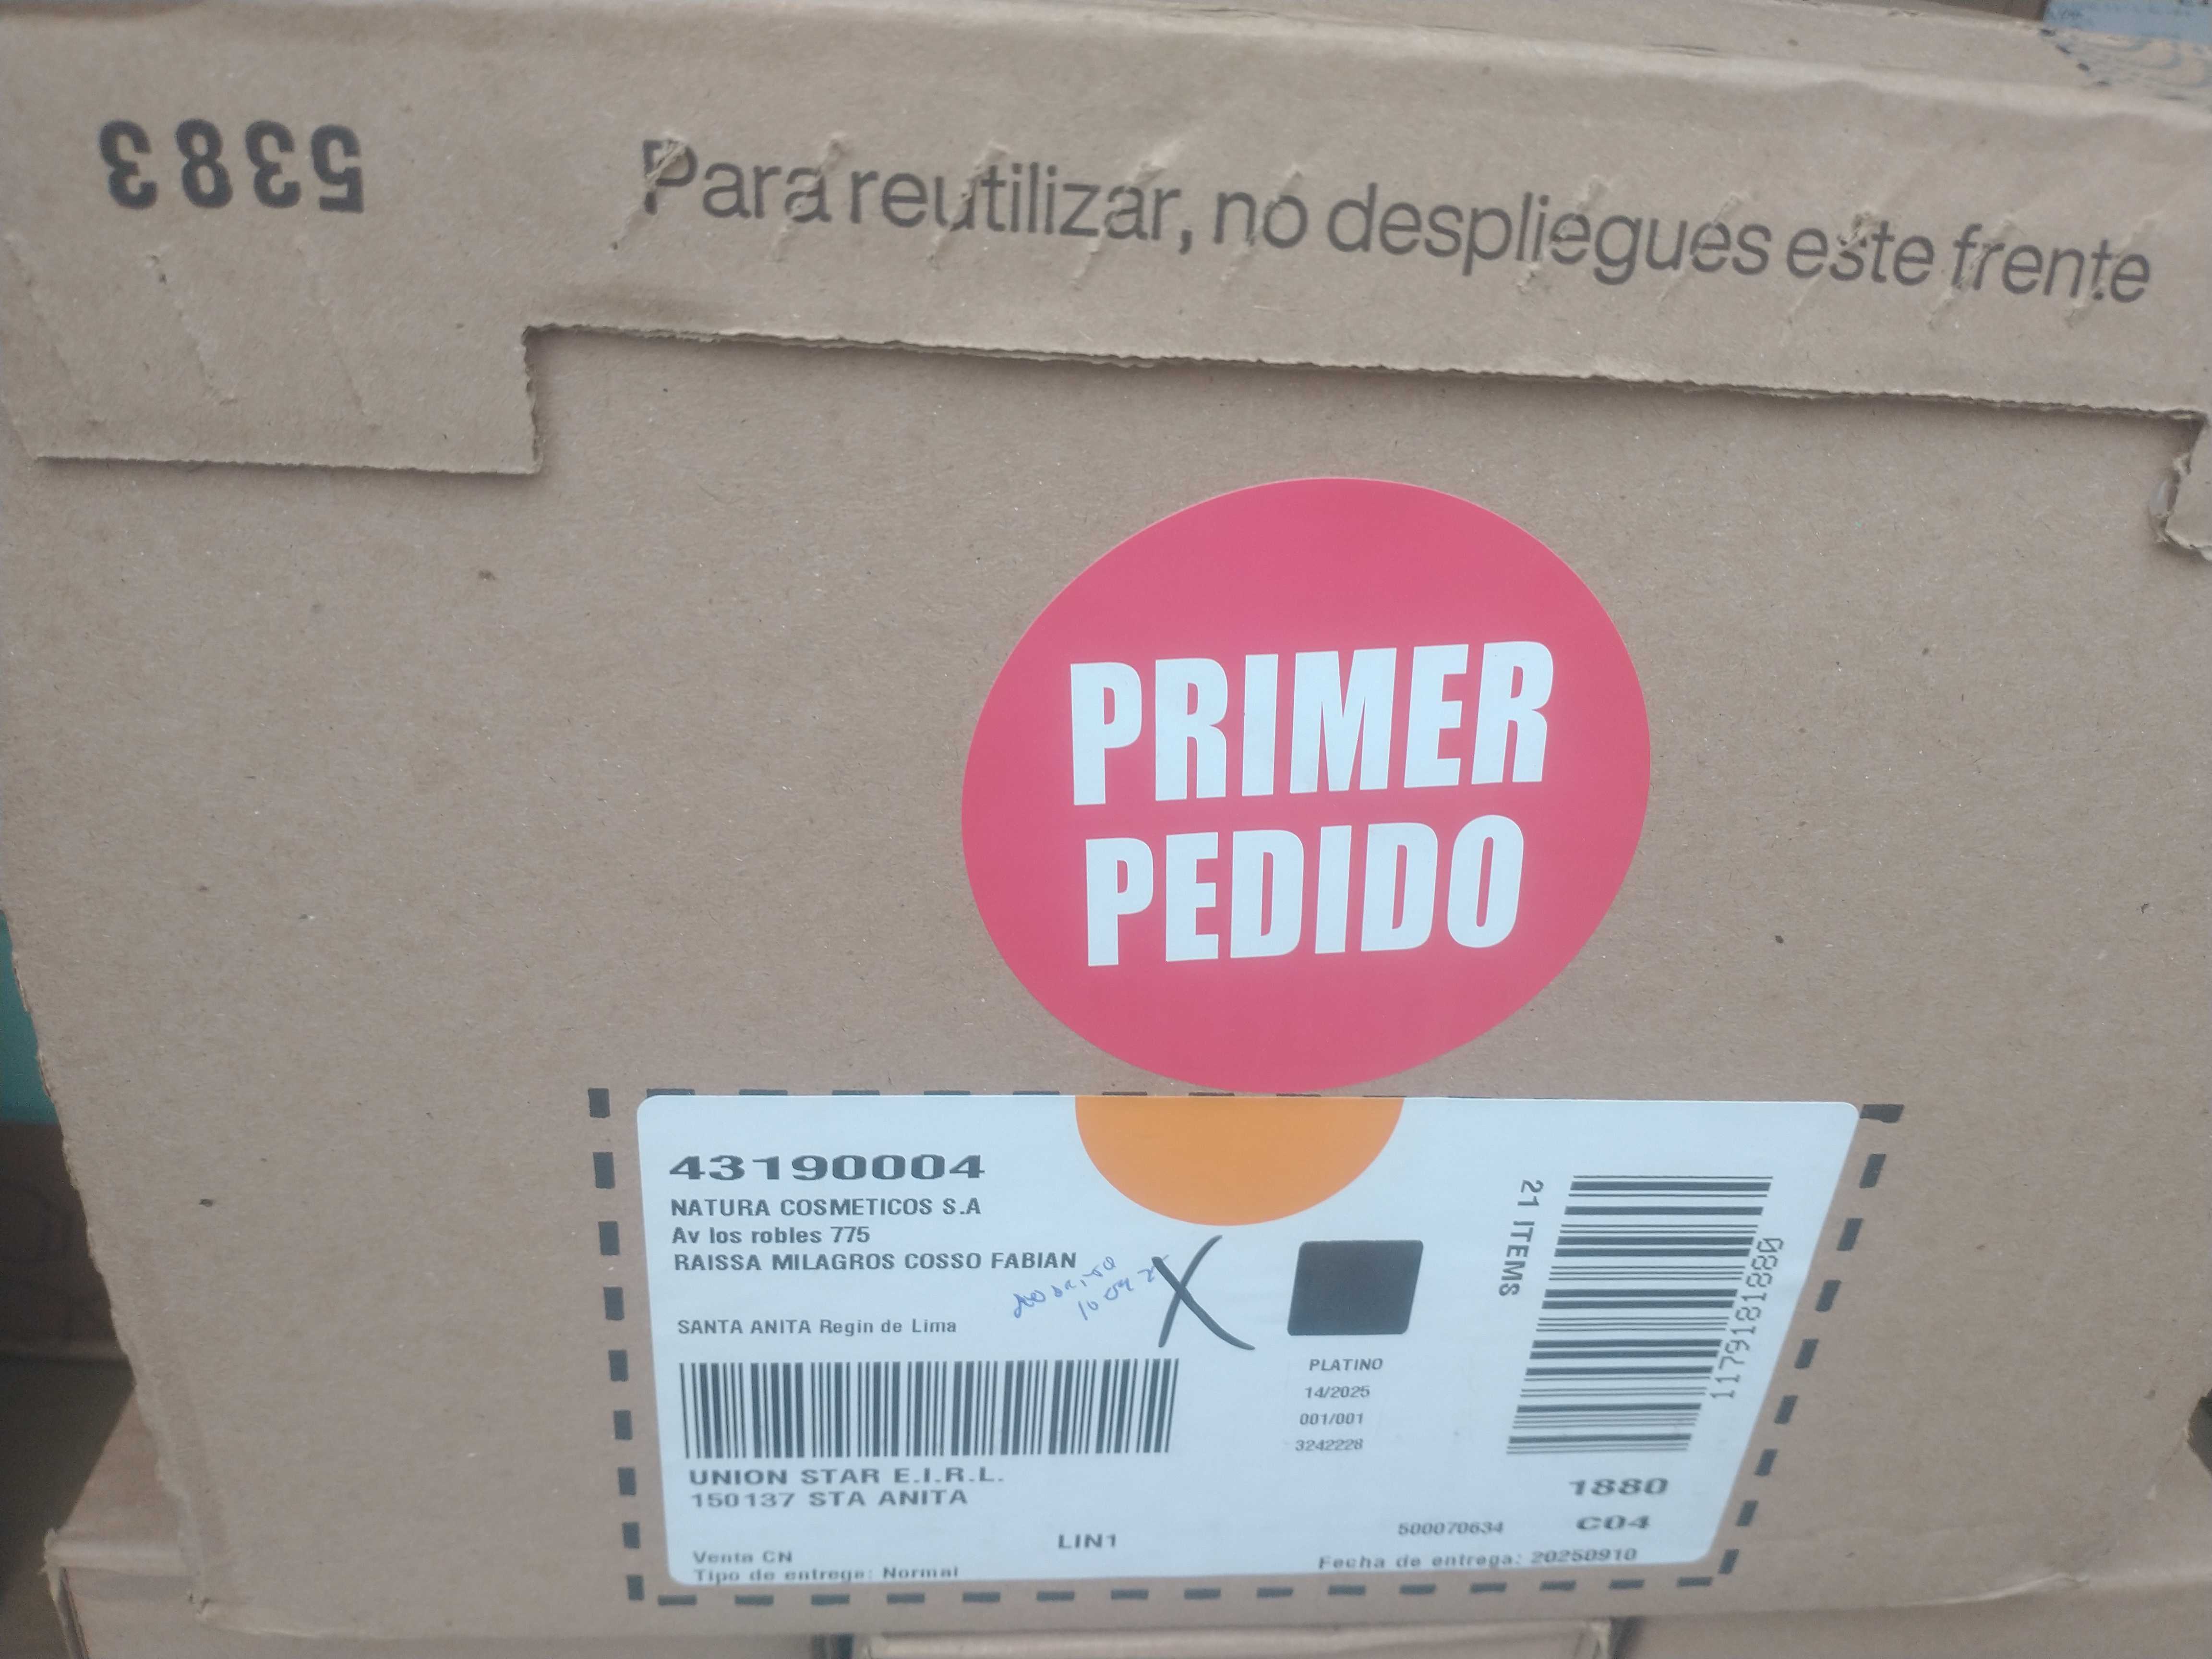 5383
Para reutilizar, no despliegues este frente
PRIMER
PEDIDO
43190004
NATURA COSMETICOS S.A
Av los robles 775
RAISSA MILAGROS COSSO FABIAN
SANTA ANITA Regin de Lima
UNION STAR E.I.R.L.
150137 STA ANITA
Venta CN
Tipo de entrega: Normal
LIN1
PLATINO
14/2025
001/001
3242228
21 ITEMS
117918181880
1880
C04
500070634
Fecha de entrega: 20250910